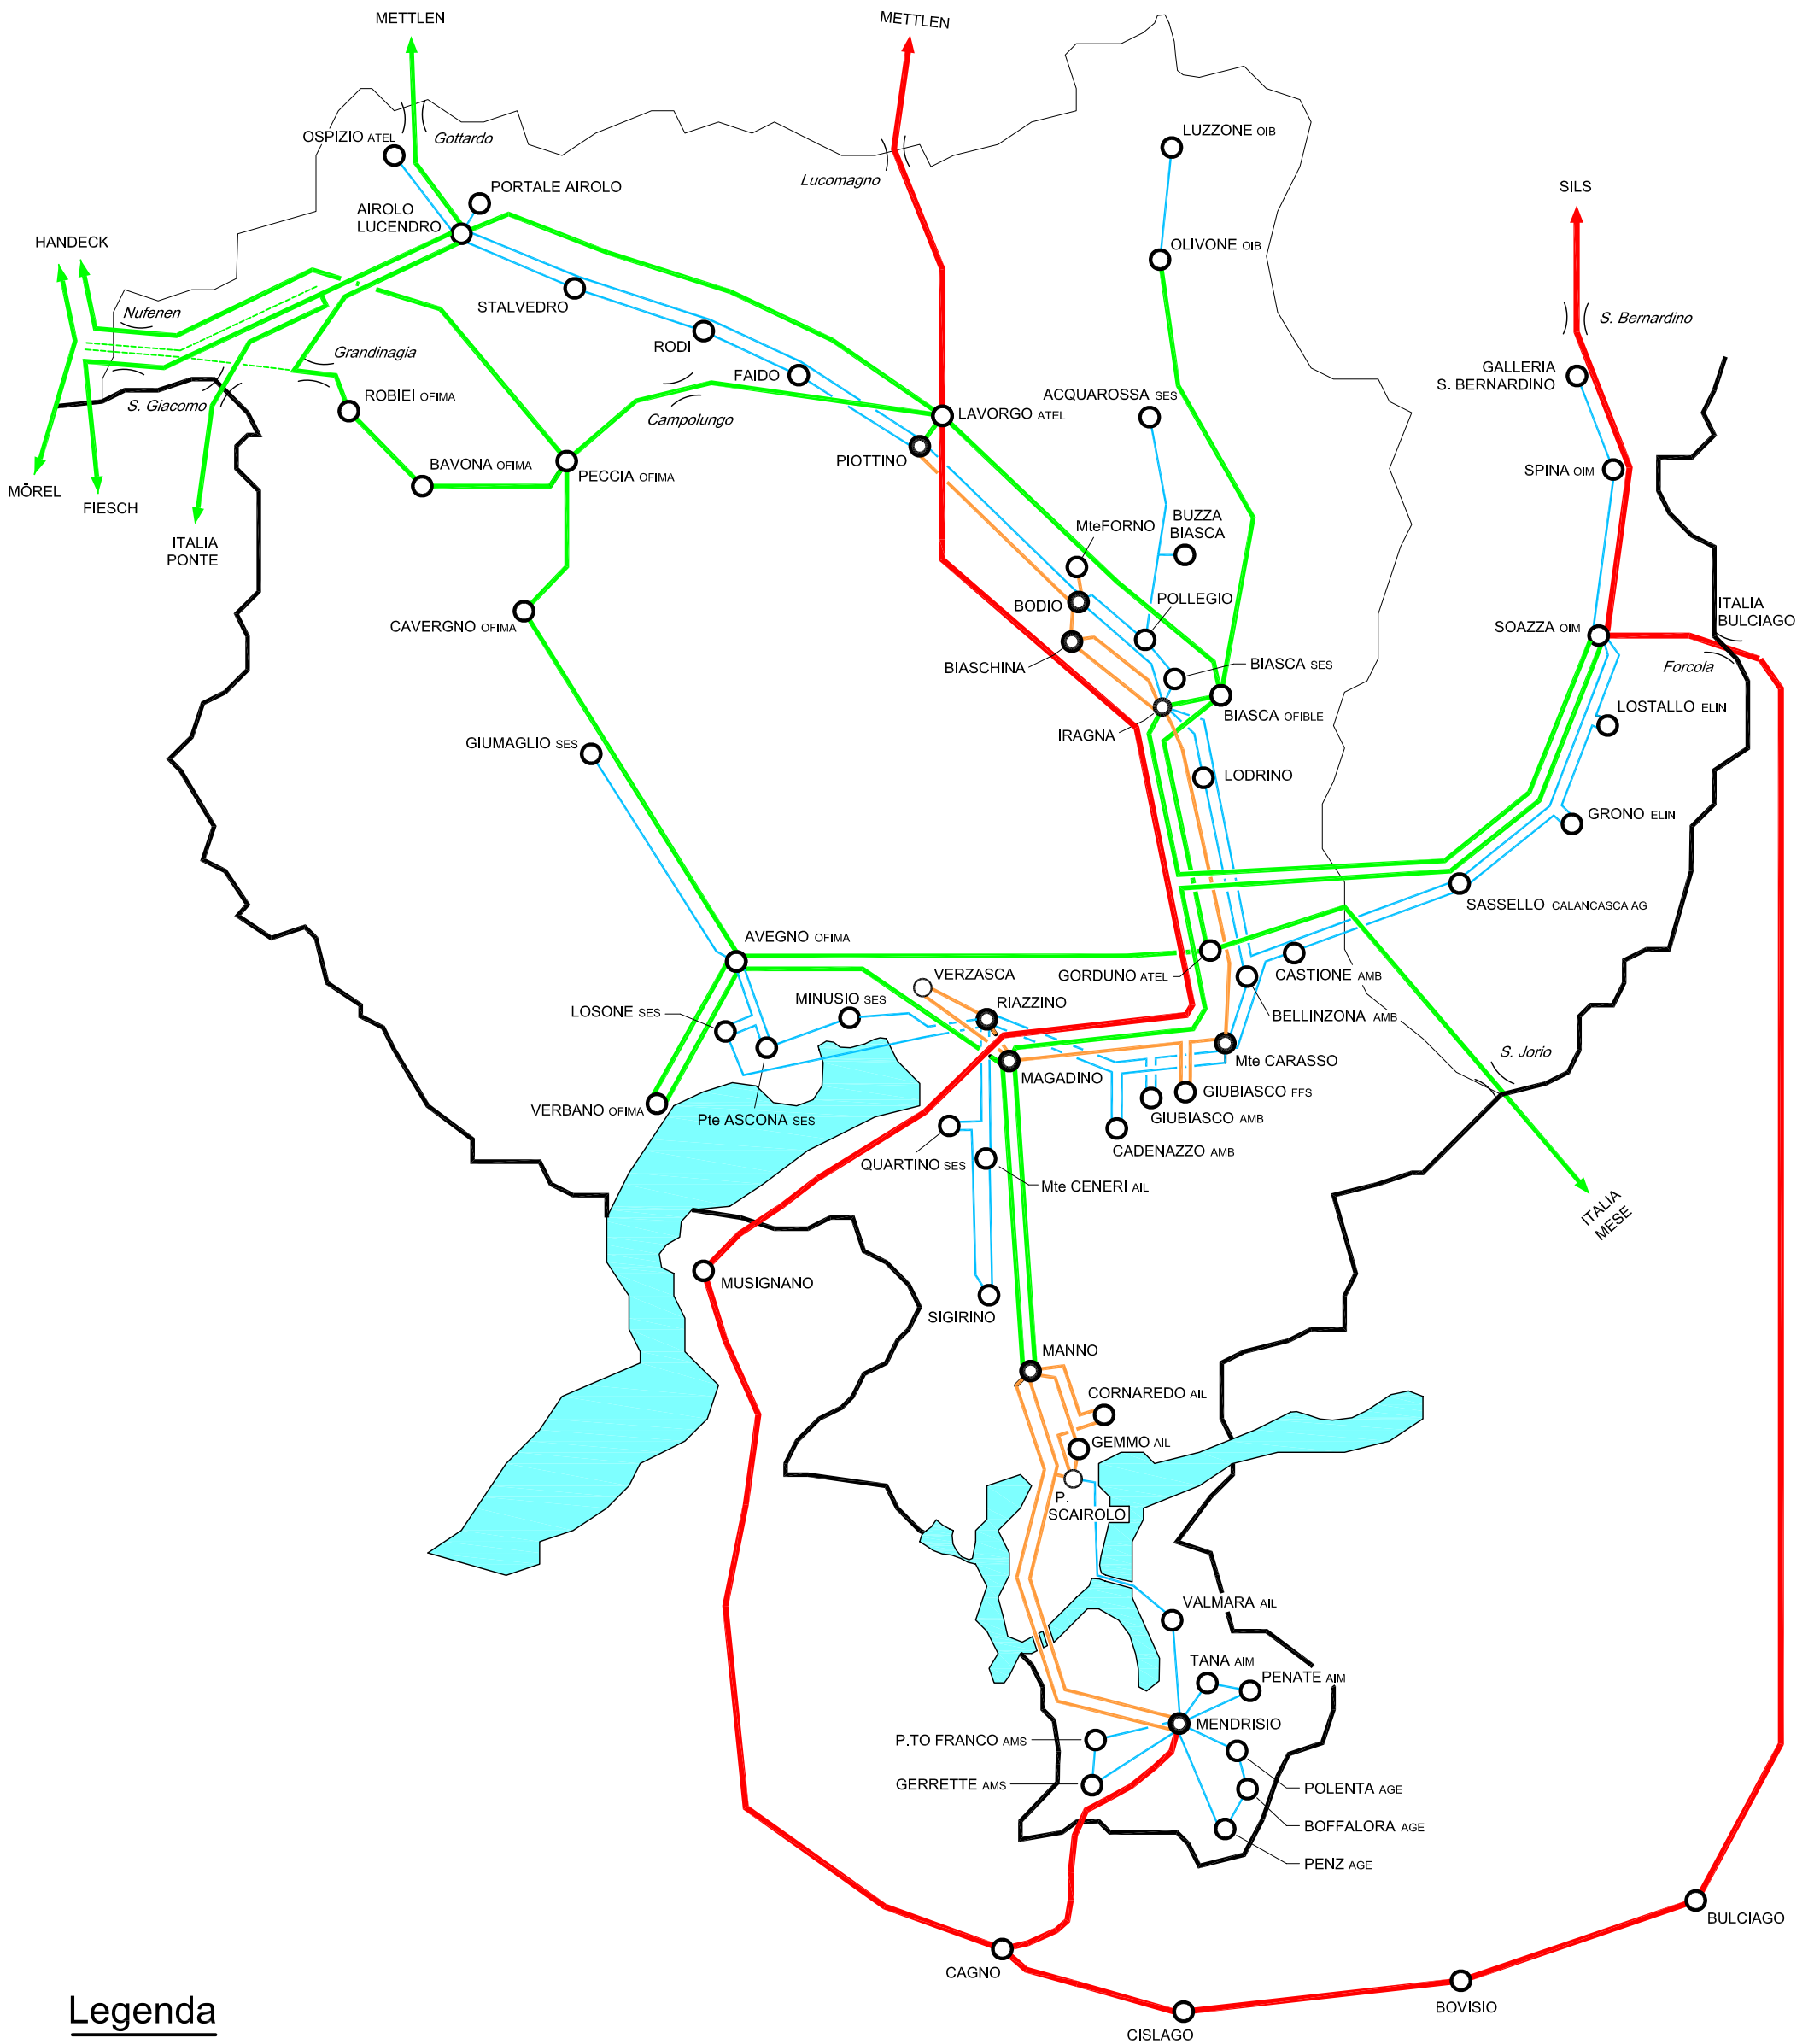 METTLEN
METTLEN
OSPIZIO ATEL
Gottardo
LUZZONE OIB
Lucomagno
PORTALE AIROLO
SILS
AIROLO
LUCENDRO
HANDECK
OLIVONE OIB
STALVEDRO
Nufenen
S. Bernardino
RODI
Grandinagia
GALLERIA
S. BERNARDINO
FAIDO
ROBIEI OFIMA
S. Giacomo
ACQUAROSSA SES
Campolungo
LAVORGO ATEL
PIOTTINO
BAVONA OFIMA
PECCIA OFIMA
SPINA OIM
MÖREL
FIESCH
ITALIA
PONTE
MteFORNO
BUZZA
BIASCA
BODIO
POLLEGIO
ITALIA
BULCIAGO
CAVERGNO OFIMA
SOAZZA OIM
BIASCHINA
BIASCA SES
Forcola
LOSTALLO ELIN
BIASCA OFIBLE
IRAGNA
GIUMAGLIO SES
LODRINO
GRONO ELIN
SASSELLO CALANCASCA AG
AVEGNO OFIMA
VERZASCA
GORDUNO ATEL
CASTIONE AMB
LOSONE SES
MINUSIO SES
RIAZZINO
BELLINZONA AMB
S. Jorio
Mte CARASSO
MAGADINO
GIUBIASCO FFS
VERBANO OFIMA
Pte ASCONA SES
GIUBIASCO AMB
CADENAZZO AMB
QUARTINO SES
Mte CENERI AIL
ITALIA
MESE
MUSIGNANO
SIGIRINO
MANNO
CORNAREDO AIL
GEMMO AIL
P.
SCAIROLO
VALMARA AIL
TANA AIM
PENATE AIM
MENDRISIO
P.TO FRANCO AMS
GERRETTE AMS
POLENTA AGE
BOFFALORA AGE
PENZ AGE
BULCIAGO
CAGNO
BOVISIO
CISLAGO
Legenda